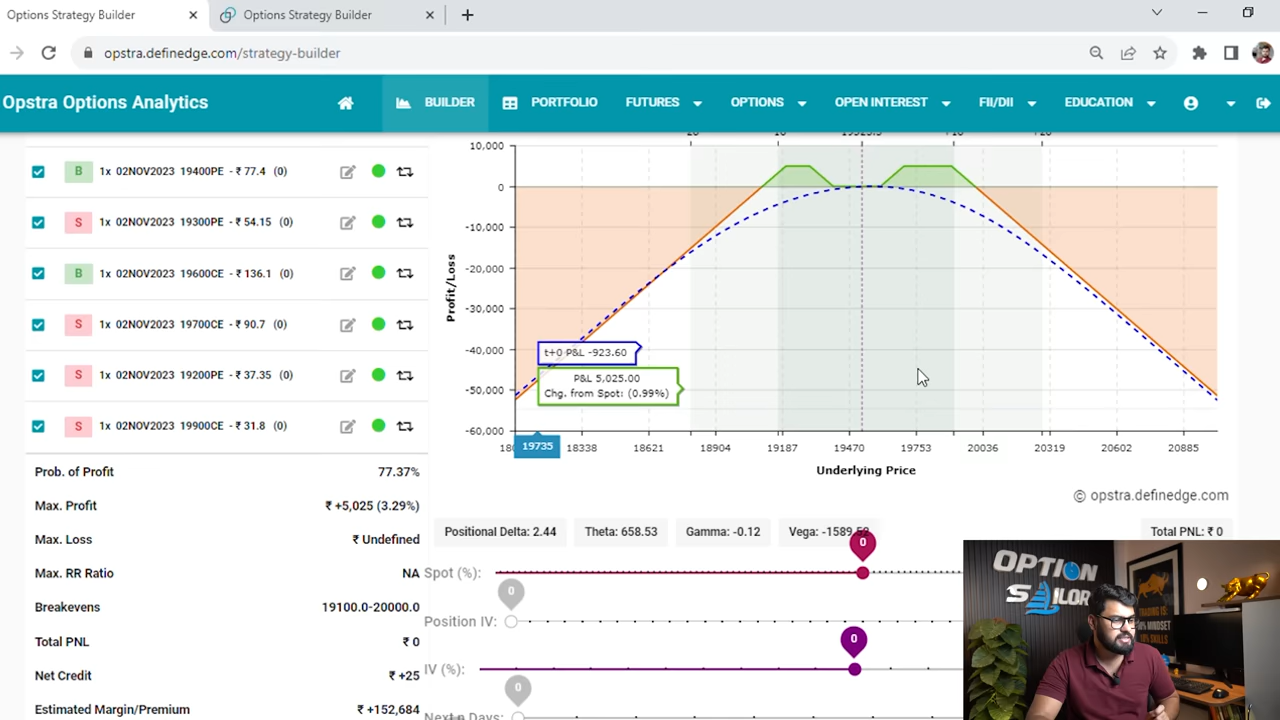 Options Strategy Builder
Options Strategy Builder
opstra.definedge.com/strategy-builder
Opstra Options Analytics
BUILDER
PORTFOLIO
FUTURES
OPTIONS
OPEN INTEREST
FII/DII
EDUCATION
B 1x 02NOV2023 19400PE - ₹ 77.4 (0)
S 1x 02NOV2023 19300PE - ₹ 54.15 (0)
B 1x 02NOV2023 19600CE - ₹ 136.1 (0)
S 1x 02NOV2023 19700CE - ₹ 90.7 (0)
S 1x 02NOV2023 19200PE - ₹ 37.35 (0)
S 1x 02NOV2023 19900CE - ₹ 31.8 (0)
Prob. of Profit 77.37%
Max. Profit ₹ +5,025 (3.29%)
Max. Loss ₹ Undefined
Max. RR Ratio NA
Breakevens 19100.0-20000.0
Total PNL ₹ 0
Net Credit ₹ +25
Estimated Margin/Premium ₹ +152,684
10,000
0
-10,000
-20,000
-30,000
-40,000
-50,000
-60,000
Profit/Loss
t+0 P&L -923.60
P&L 5,025.00
Chg. from Spot: (0.99%)
19735
18338
18621
18904
19187
19470
19753
20036
20319
20602
20885
Underlying Price
© opstra.definedge.com
Positional Delta: 2.44
Theta: 658.53
Gamma: -0.12
Total PNL: ₹ 0
Spot (%):
0
Position IV:
0
IV (%):
0
0
OPTION
SAILOR